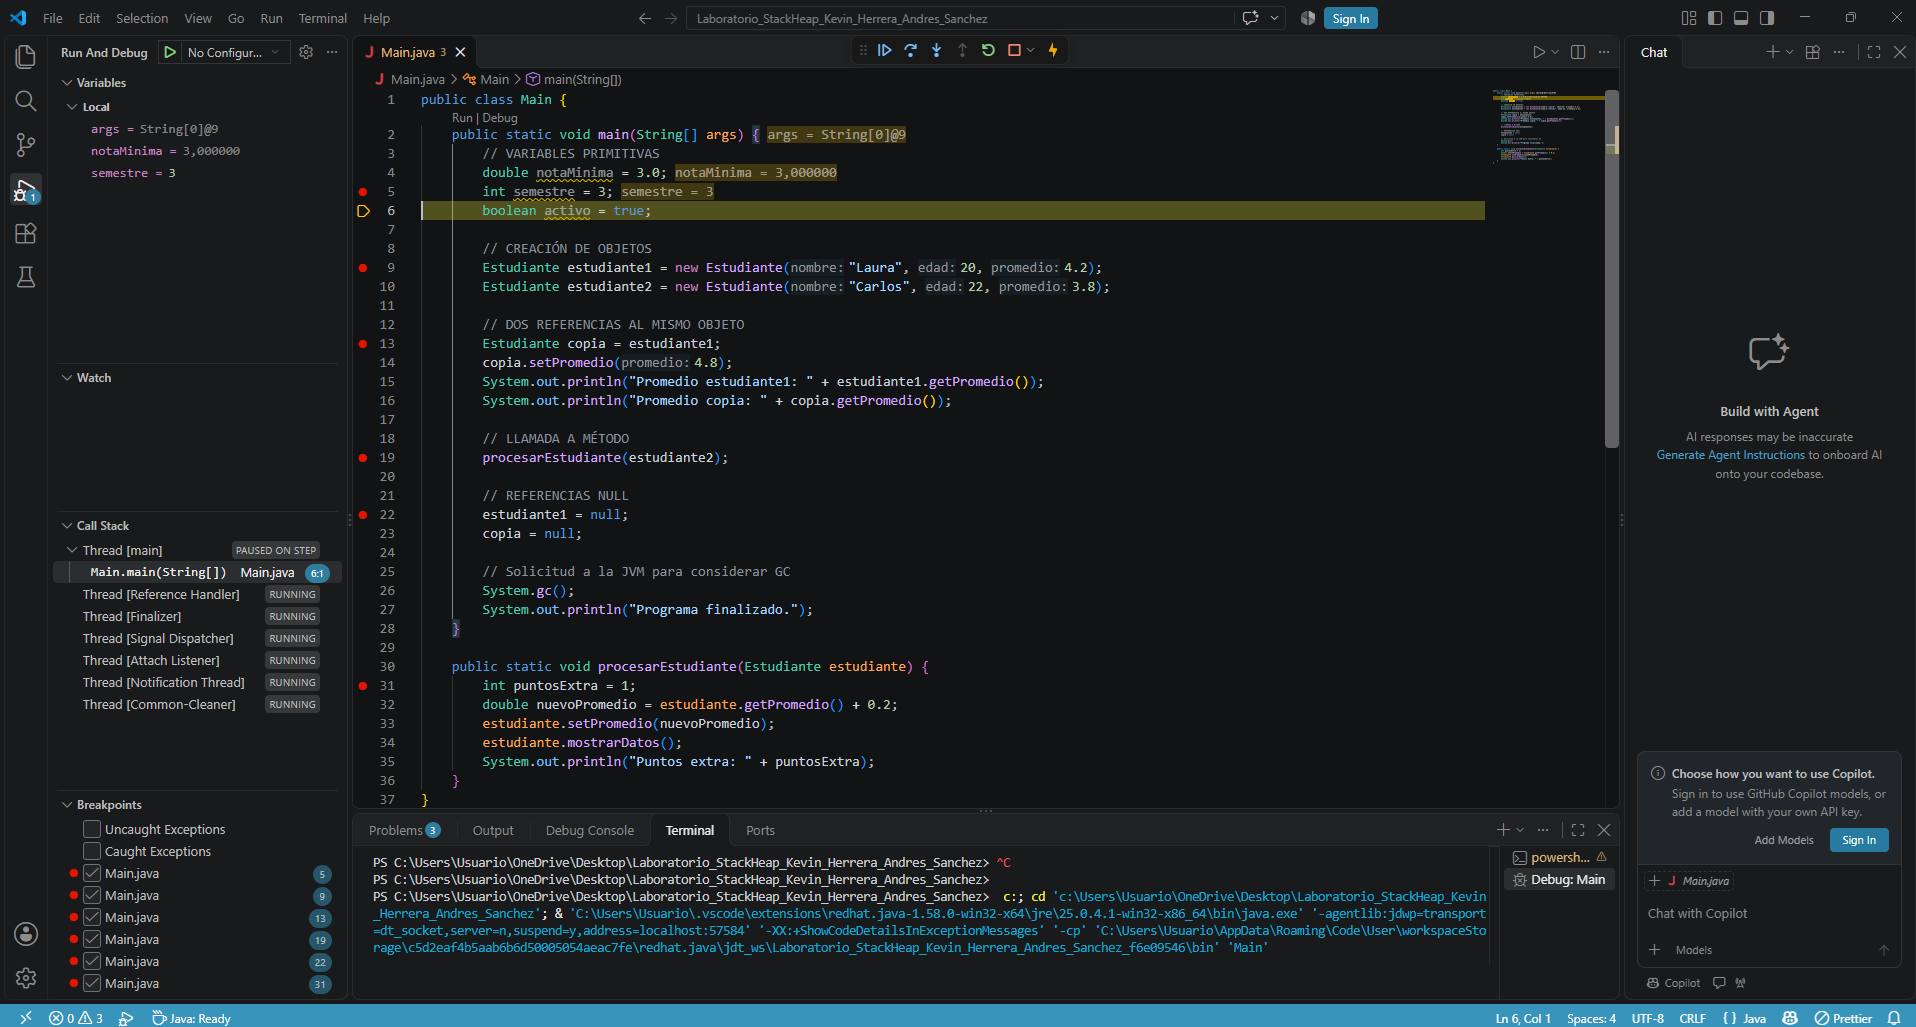 File Edit Selection View Go Run Terminal Help
Laboratorio_StackHeap_Kevin_Herrera_Andres_Sanchez
Sign In
Run And Debug
No Configur...
Variables
Local
args = String[0]@9
notaMinima = 3,000000
semestre = 3
Watch
Call Stack
Thread [main] PAUSED ON STEP
Main.main(String[]) Main.java 6:1
Thread [Reference Handler] RUNNING
Thread [Finalizer] RUNNING
Thread [Signal Dispatcher] RUNNING
Thread [Attach Listener] RUNNING
Thread [Notification Thread] RUNNING
Thread [Common-Cleaner] RUNNING
Breakpoints
Uncaught Exceptions
Caught Exceptions
Main.java 5
Main.java 9
Main.java 13
Main.java 19
Main.java 22
Main.java 31
1
J Main.java 3
J Main.java > Main > main(String[])
1 public class Main {
Run | Debug
2 public static void main(String[] args) { args = String[0]@9
3 // VARIABLES PRIMITIVAS
4 double notaMinima = 3.0; notaMinima = 3,000000
5 int semestre = 3; semestre = 3
6 boolean activo = true;
7
8 // CREACIÓN DE OBJETOS
9 Estudiante estudiante1 = new Estudiante(nombre: "Laura", edad: 20, promedio: 4.2);
10 Estudiante estudiante2 = new Estudiante(nombre: "Carlos", edad: 22, promedio: 3.8);
11
12 // DOS REFERENCIAS AL MISMO OBJETO
13 Estudiante copia = estudiante1;
14 copia.setPromedio(promedio: 4.8);
15 System.out.println("Promedio estudiante1: " + estudiante1.getPromedio());
16 System.out.println("Promedio copia: " + copia.getPromedio());
17
18 // LLAMADA A MÉTODO
19 procesarEstudiante(estudiante2);
20
21 // REFERENCIAS NULL
22 estudiante1 = null;
23 copia = null;
24
25 // Solicitud a la JVM para considerar GC
26 System.gc();
27 System.out.println("Programa finalizado.");
28 }
29
30 public static void procesarEstudiante(Estudiante estudiante) {
31 int puntosExtra = 1;
32 double nuevoPromedio = estudiante.getPromedio() + 0.2;
33 estudiante.setPromedio(nuevoPromedio);
34 estudiante.mostrarDatos();
35 System.out.println("Puntos extra: " + puntosExtra);
36 }
37 }
Problems 3 Output Debug Console Terminal Ports
PS C:\Users\Usuario\OneDrive\Desktop\Laboratorio_StackHeap_Kevin_Herrera_Andres_Sanchez> ^C
PS C:\Users\Usuario\OneDrive\Desktop\Laboratorio_StackHeap_Kevin_Herrera_Andres_Sanchez>
PS C:\Users\Usuario\OneDrive\Desktop\Laboratorio_StackHeap_Kevin_Herrera_Andres_Sanchez> c:; cd 'c:\Users\Usuario\OneDrive\Desktop\Laboratorio_StackHeap_Kevin
_Herrera_Andres_Sanchez'; & 'C:\Users\Usuario\.vscode\extensions\redhat.java-1.58.0-win32-x64\jre\25.0.4.1-win32-x86_64\bin\java.exe' '-agentlib:jdwp=transport
=dt_socket,server=n,suspend=y,address=localhost:57584' '-XX:+ShowCodeDetailsInExceptionMessages' '-cp' 'C:\Users\Usuario\AppData\Roaming\Code\User\workspaceSto
rage\c5d2eaf4b5aab6b6d50005054aeac7fe\redhat.java\jdt_ws\Laboratorio_StackHeap_Kevin_Herrera_Andres_Sanchez_f6e09546\bin' 'Main'
powersh...
Debug: Main
Chat
Build with Agent
AI responses may be inaccurate
Generate Agent Instructions to onboard AI
onto your codebase.
Choose how you want to use Copilot.
Sign in to use GitHub Copilot models, or
add a model with your own API key.
Add Models Sign In
J Main.java
Chat with Copilot
Models
Copilot
0 3 Java: Ready
Ln 6, Col 1 Spaces: 4 UTF-8 CRLF {} Java Prettier